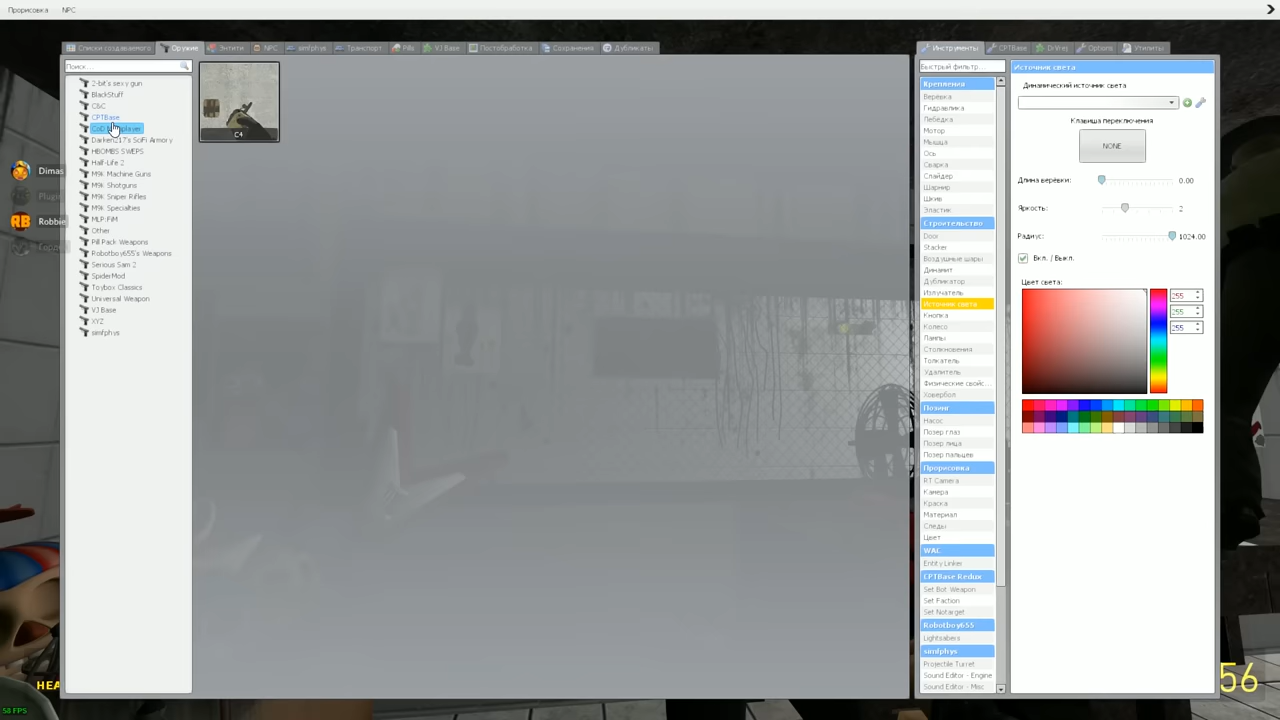 Прорисовка NPC
Списки создаваемого Оружие Энтити NPC simfphys Транспорт Pills VJ Base Постобработка Сохранения Дубликаты
Поиск...
2-bit's sexy gun
BlackStuff
CSC
CPTBase
Darken217's SciFi Armory
HBOMBS SWEPS
Half-Life 2
M9k Machine Guns
M9k Shotguns
M9k Sniper Rifles
M9k Specialties
MLP:FiM
Other
Pill Pack Weapons
Robotboy655's Weapons
Serious Sam 2
SpiderMod
Toybox Classics
Universal Weapon
VJ Base
XYZ
simfphys
C4
Dimas
Robbie
58 FPS
56
Инструменты CPTBase Options Утилиты
Быстрый фильтр...
Крепления
Верёвка
Гидравлика
Лебёдка
Мотор
Мышца
Ось
Сварка
Слайдер
Шарнир
Шкив
Эластик
Строительство
Door
Stacker
Воздушные шары
Динамит
Дубликатор
Излучатель
Источник света
Кнопка
Колесо
Лампы
Столкновения
Толкатель
Удалитель
Физические свойс...
Ховербол
Позинг
Насос
Позер глаз
Позер лица
Позер пальцев
Прорисовка
RT Camera
Камера
Краска
Материал
Следы
Цвет
WAC
Entity Linker
CPTBase Redux
Set Bot Weapon
Set Faction
Set Notarget
Robotboy655
Lightsabers
simfphys
Projectile Turret
Sound Editor - Engine
Sound Editor - Misc
Источник света
Динамический источник света
Клавиша переключения
NONE
Длина верёвки: 0.00
Яркость: 2
Радиус: 1024.00
Вкл. / Выкл.
Цвет света:
255
255
255